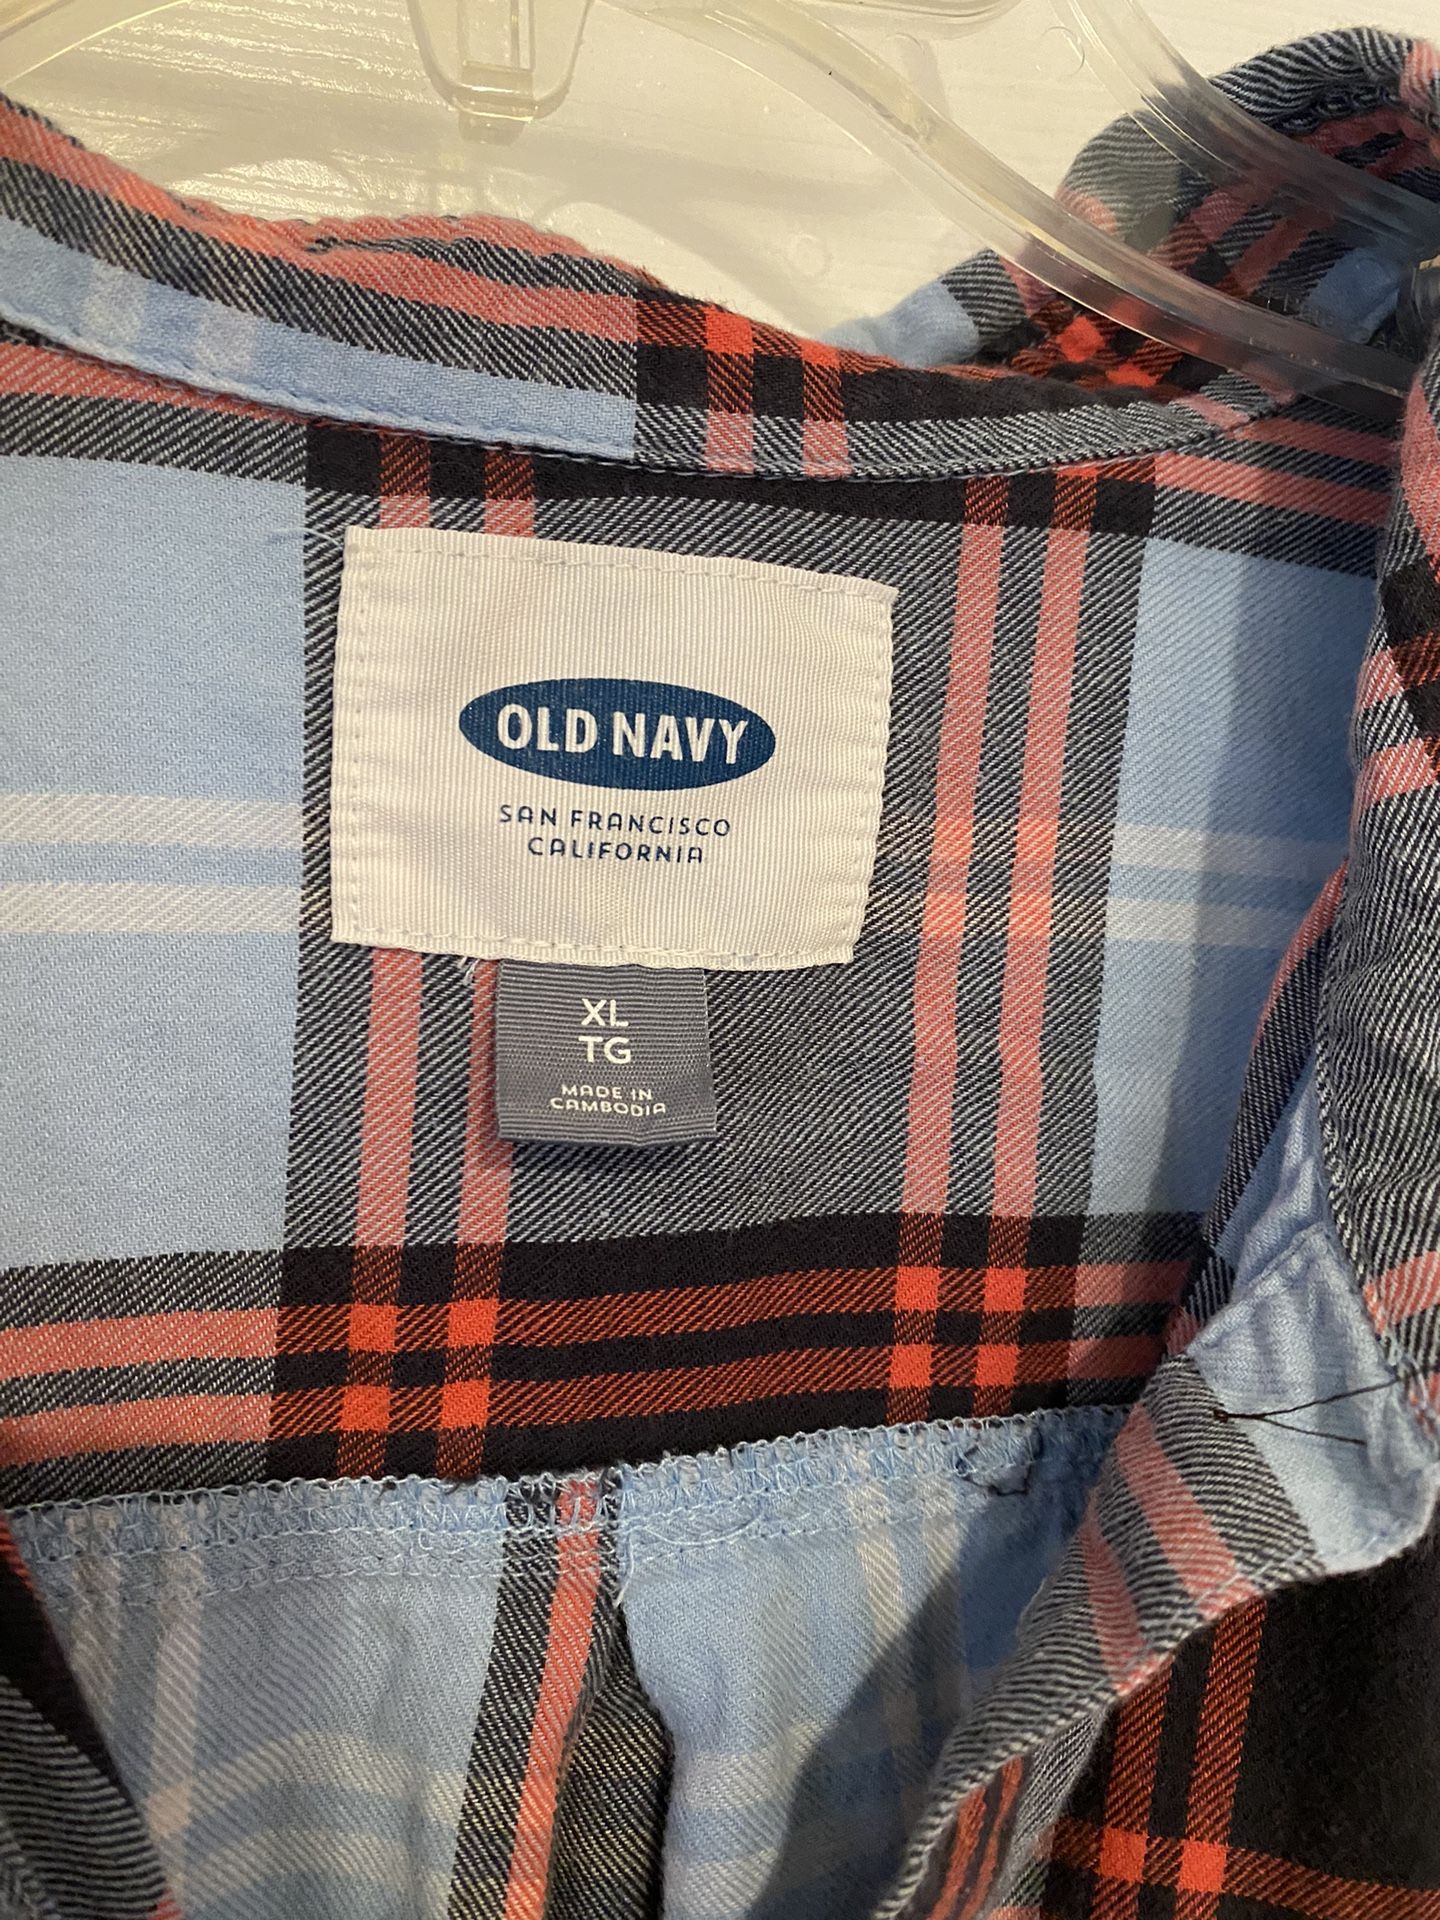 OLD NAVY
SAN FRANCISCO
CALIFORNIA
XL
TG
MADE IN
CAMBODIA